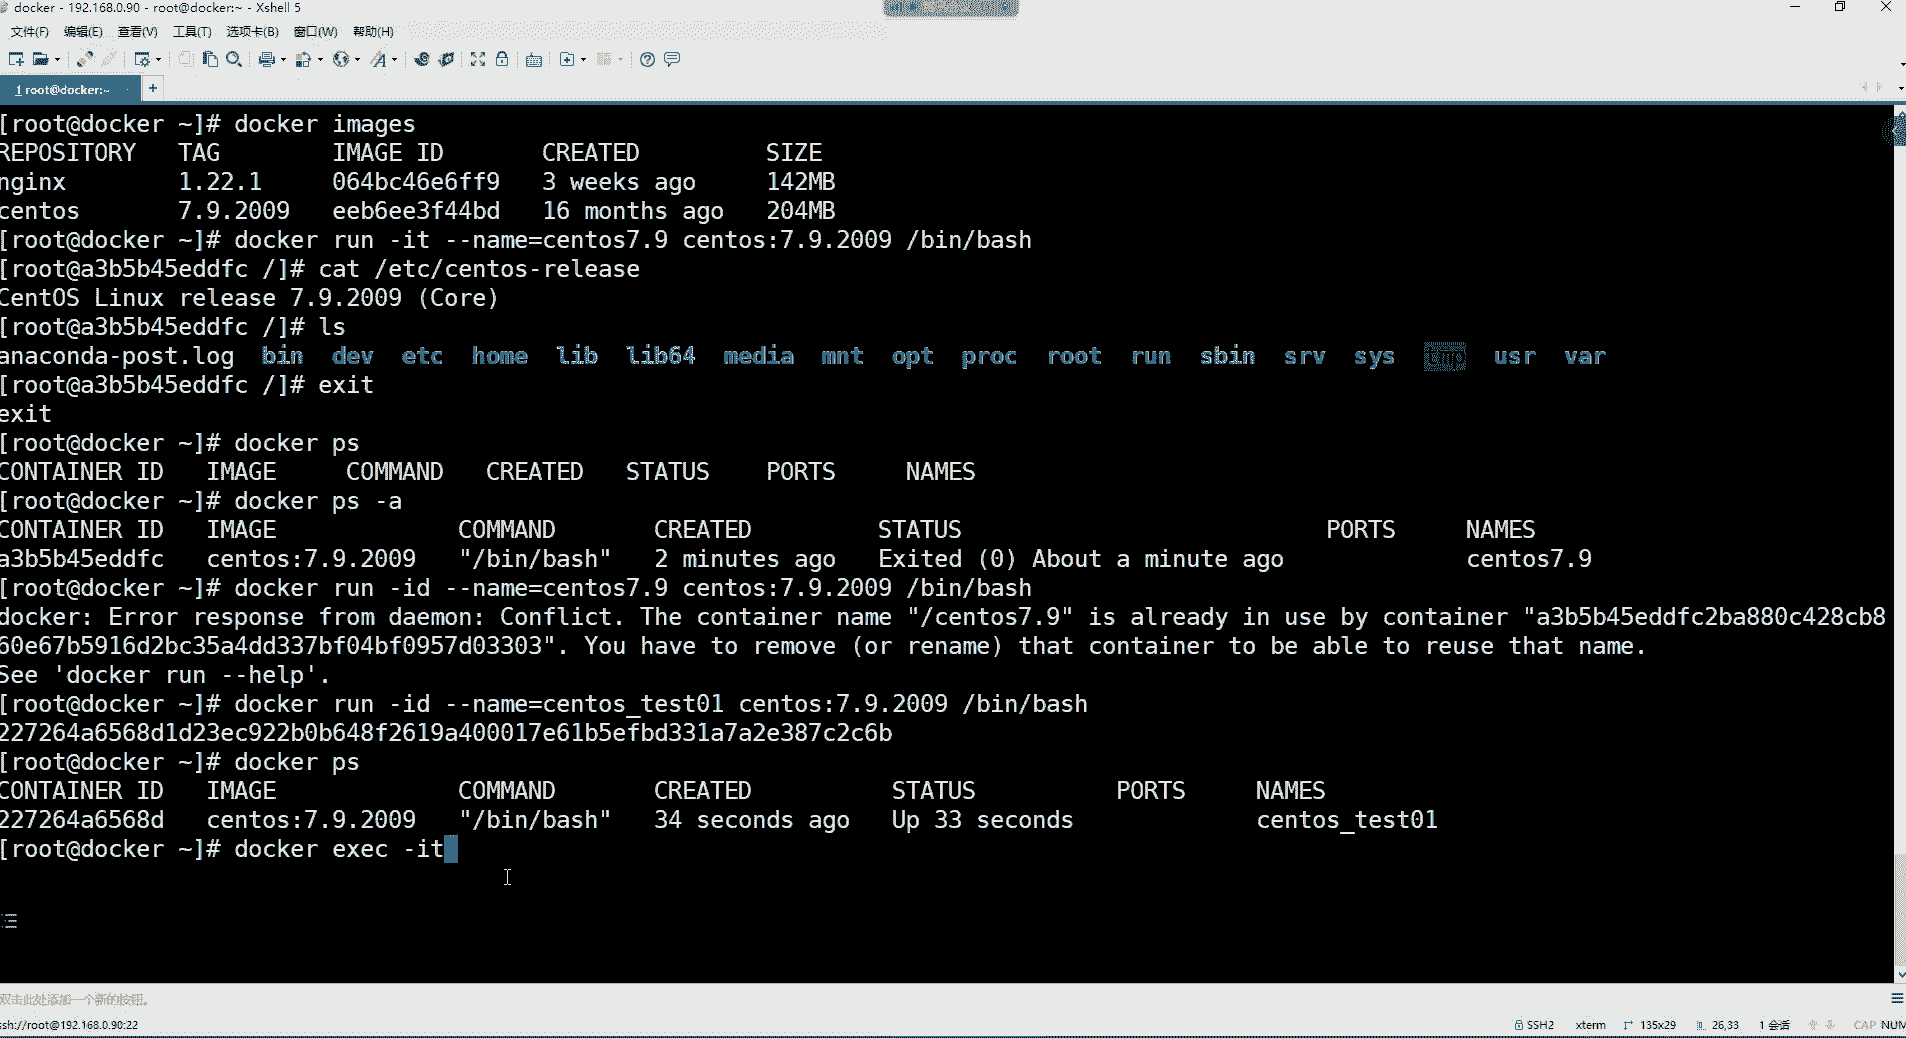 docker - 192.168.0.90 - root@docker:~ - Xshell 5
文件(F) 编辑(E) 查看(V) 工具(T) 选项卡(B) 窗口(W) 帮助(H)
1 root@docker:~
[root@docker ~]# docker images
REPOSITORY TAG IMAGE ID CREATED SIZE
nginx 1.22.1 064bc46e6ff9 3 weeks ago 142MB
centos 7.9.2009 eeb6ee3f44bd 16 months ago 204MB
[root@docker ~]# docker run -it --name=centos7.9 centos:7.9.2009 /bin/bash
[root@a3b5b45eddfc /]# cat /etc/centos-release
CentOS Linux release 7.9.2009 (Core)
[root@a3b5b45eddfc /]# ls
anaconda-post.log bin dev etc home lib lib64 media mnt opt proc root run sbin srv sys tmp usr var
[root@a3b5b45eddfc /]# exit
exit
[root@docker ~]# docker ps
CONTAINER ID IMAGE COMMAND CREATED STATUS PORTS NAMES
[root@docker ~]# docker ps -a
CONTAINER ID IMAGE COMMAND CREATED STATUS PORTS NAMES
a3b5b45eddfc centos:7.9.2009 "/bin/bash" 2 minutes ago Exited (0) About a minute ago centos7.9
[root@docker ~]# docker run -id --name=centos7.9 centos:7.9.2009 /bin/bash
docker: Error response from daemon: Conflict. The container name "/centos7.9" is already in use by container "a3b5b45eddfc2ba880c428cb8
60e67b5916d2bc35a4dd337bf04bf0957d03303". You have to remove (or rename) that container to be able to reuse that name.
See 'docker run --help'.
[root@docker ~]# docker run -id --name=centos_test01 centos:7.9.2009 /bin/bash
227264a6568d1d23ec922b0b648f2619a400017e61b5efbd331a7a2e387c2c6b
[root@docker ~]# docker ps
CONTAINER ID IMAGE COMMAND CREATED STATUS PORTS NAMES
227264a6568d centos:7.9.2009 "/bin/bash" 34 seconds ago Up 33 seconds centos_test01
[root@docker ~]# docker exec -it
双击此处添加一个新的按钮。
ssh://root@192.168.0.90:22 SSH2 xterm 135x29 26,33 1 会话 CAP NUM